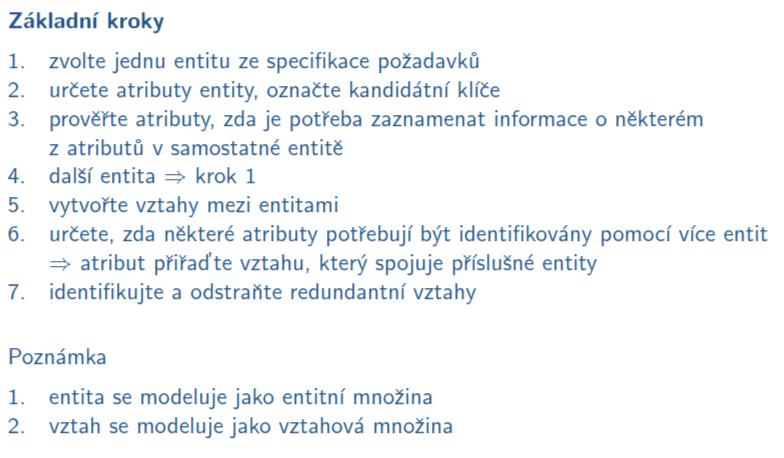 Základní kroky
1. zvolte jednu entitu ze specifikace požadavků
2. určete atributy entity, označte kandidátní klíče
3. prověřte atributy, zda je potřeba zaznamenat informace o některém
z atributů v samostatné entitě
4. další entita ⇒ krok 1
5. vytvořte vztahy mezi entitami
6. určete, zda některé atributy potřebují být identifikovány pomocí více entit
⇒ atribut přiřaďte vztahu, který spojuje příslušné entity
7. identifikujte a odstraňte redundantní vztahy
Poznámka
1. entita se modeluje jako entitní množina
2. vztah se modeluje jako vztahová množina